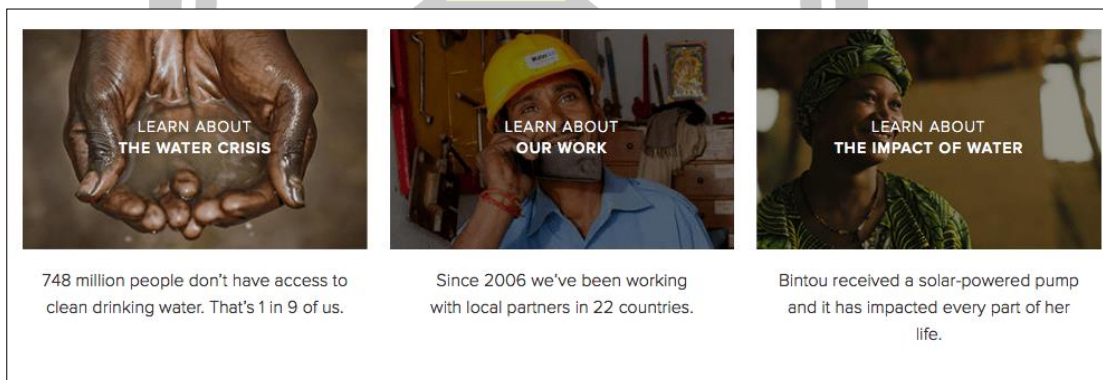 LEARN ABOUT
THE WATER CRISIS
748 million people don't have access to
clean drinking water. That's 1 in 9 of us.
LEARN ABOUT
OUR WORK
Since 2006 we've been working
with local partners in 22 countries.
LEARN ABOUT
THE IMPACT OF WATER
Bintou received a solar-powered pump
and it has impacted every part of her
life.